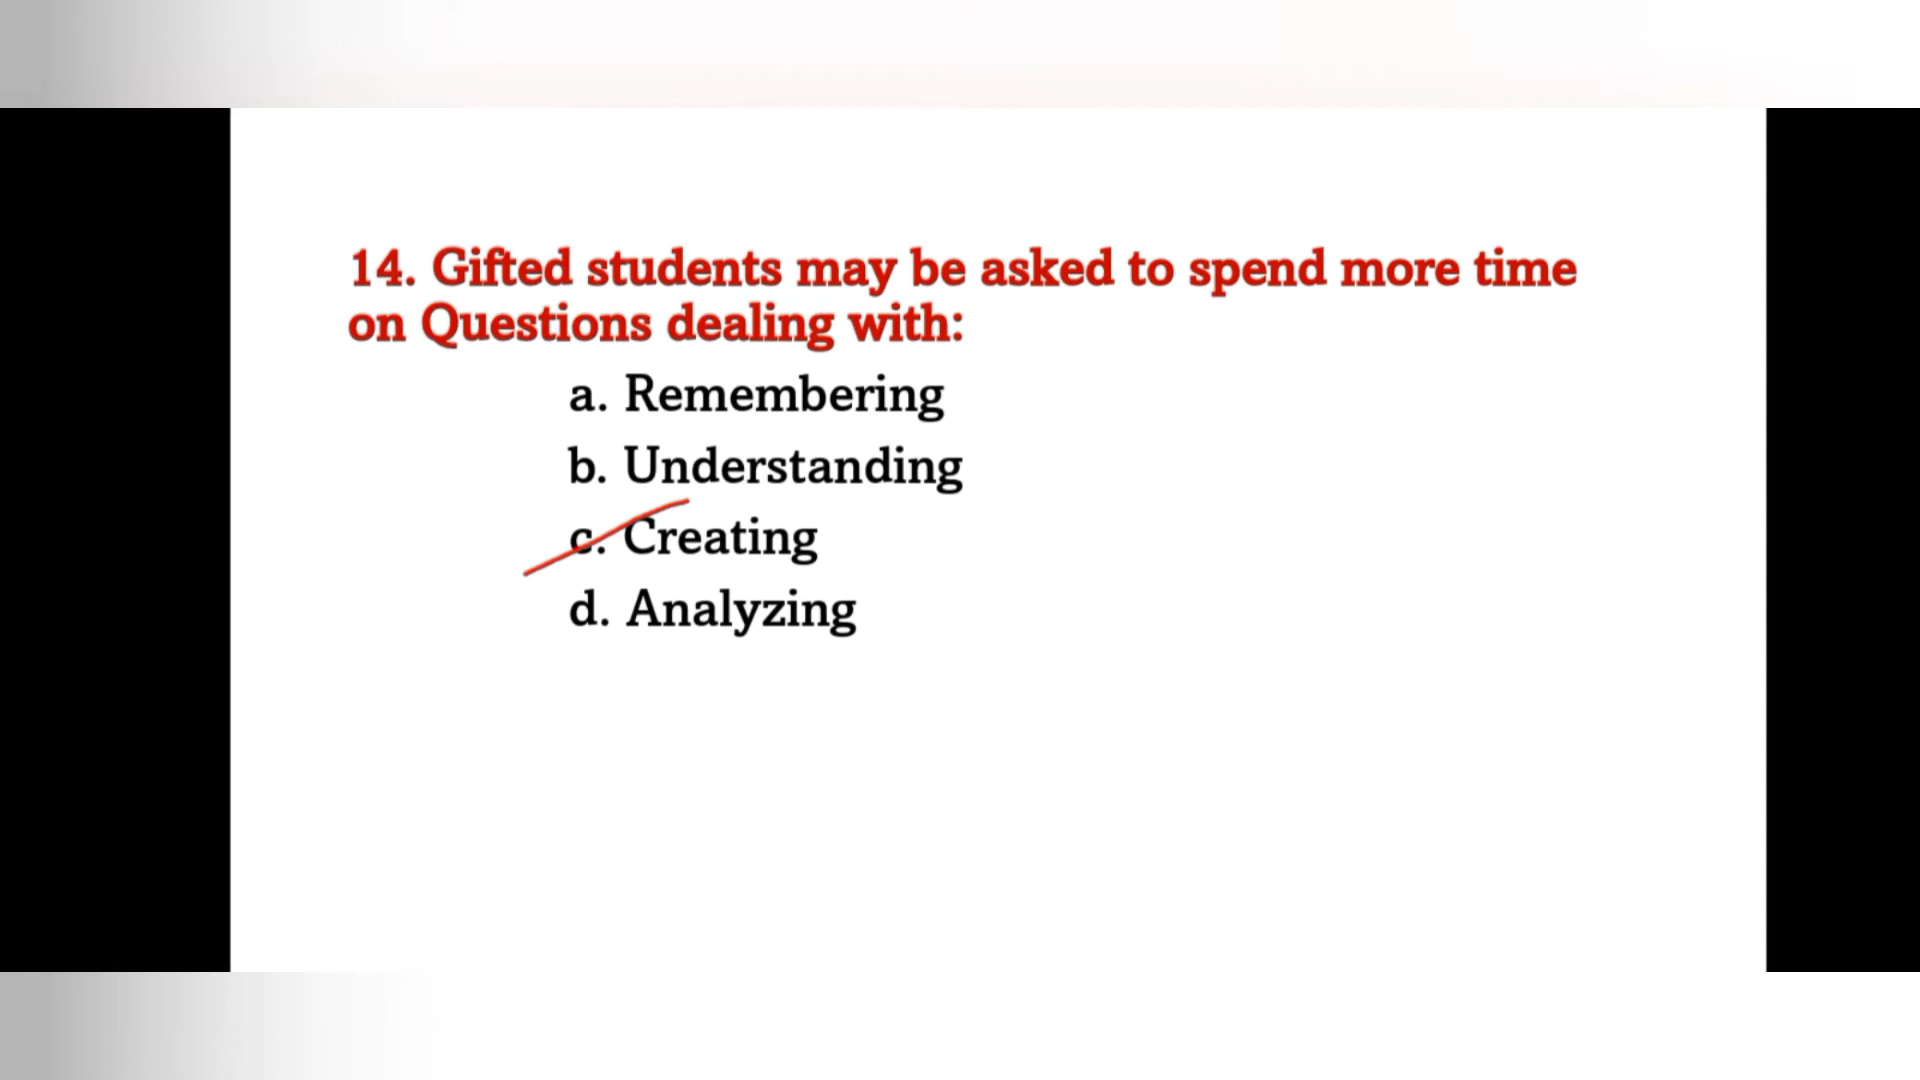 14. Gifted students may be asked to spend more time
on Questions dealing with:
a. Remembering
b. Understanding
c. Creating
d. Analyzing